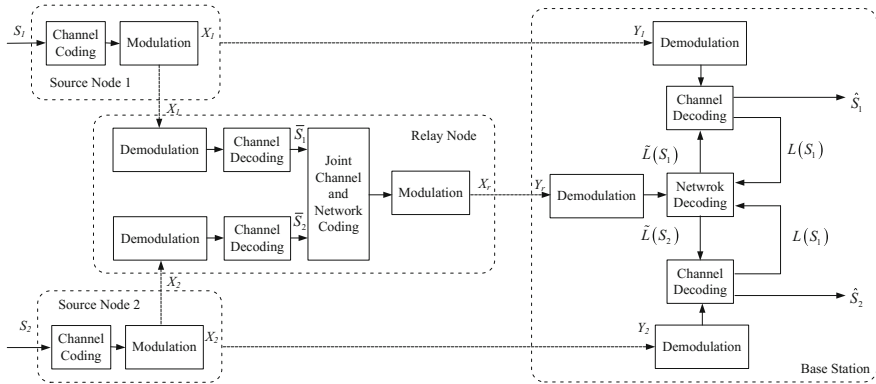 S₁
Channel
Coding
Modulation
X₁
Source Node 1
X₁
Y₁
Demodulation
Channel
Decoding
Ŝ₁
L̃(S₁)
L(S₁)
Demodulation
Channel
Decoding
S̅₁
Relay Node
Joint
Channel
and
Network
Coding
Modulation
Xᵣ
Yᵣ
Demodulation
Netwrok
Decoding
Demodulation
Channel
Decoding
S̅₂
L̃(S₂)
L(S₁)
X₂
Channel
Decoding
Ŝ₂
Source Node 2
S₂
Channel
Coding
Modulation
X₂
Y₂
Demodulation
Base Station